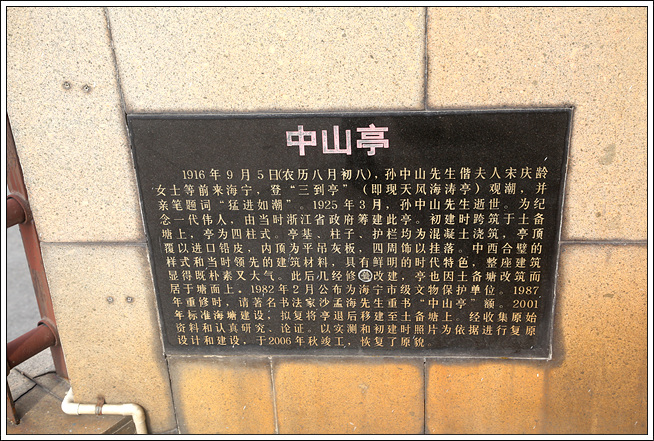 中山亭
1916年9月5日(农历八月初八)，孙中山先生偕夫人宋庆龄
女士等前来海宁，登“三到亭”（即现天风海涛亭）观潮，并
亲笔题词“猛进如潮”。1925年3月，孙中山先生逝世。为纪
念一代伟人，由当时浙江省政府筹建此亭。初建时跨筑于土备
塘上，亭为四柱式。亭基、柱子、护栏均为混凝土浇筑，亭顶
覆以进口铅皮，内顶为平吊灰板，四周饰以挂落。中西合璧的
样式和当时领先的建筑材料，具有鲜明的时代特色，整座建筑
显得既朴素又大气。此后几经修 改建，亭也因土备塘改筑而
居于塘面上。1982年2月公布为海宁市级文物保护单位。1987
年重修时，请著名书法家沙孟海先生重书“中山亭”额。2001
年标准海塘建设，拟复将亭退后移建至土备塘上。经收集原始
资料和认真研究、论证。以实测和初建时照片为依据进行复原
设计和建设，于2006年秋竣工，恢复了原貌。